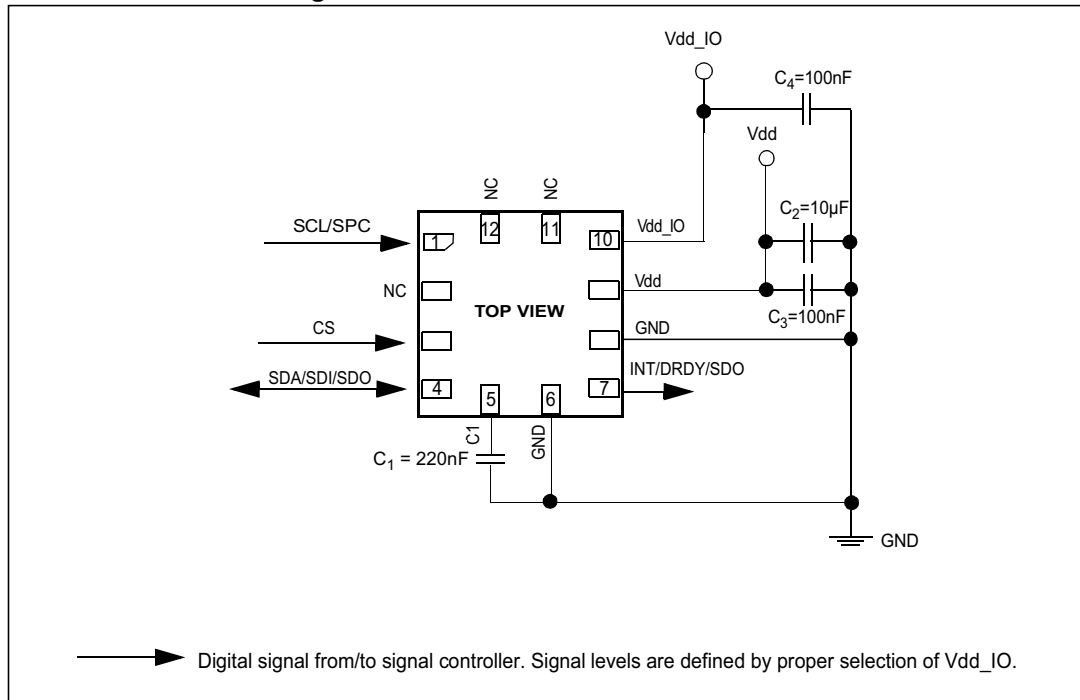 Vdd_IO
C4=100nF
Vdd
NC
NC
C2=10µF
SCL/SPC
1
12
11
10
Vdd_IO
NC
TOP VIEW
Vdd
C3=100nF
CS
GND
SDA/SDI/SDO
4
5
6
7
INT/DRDY/SDO
C1
GND
C1 = 220nF
GND
Digital signal from/to signal controller. Signal levels are defined by proper selection of Vdd_IO.